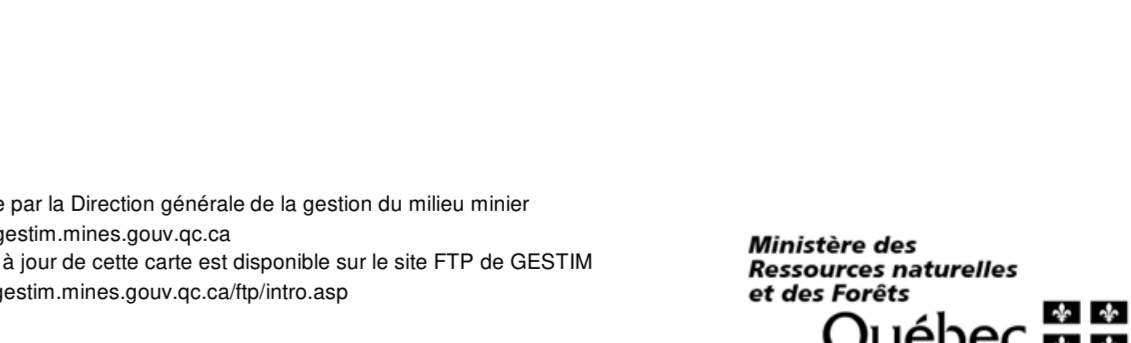 e par la Direction générale de la gestion du milieu minier
gestim.mines.gouv.qc.ca
à jour de cette carte est disponible sur le site FTP de GESTIM
gestim.mines.gouv.qc.ca/ftp/intro.asp
Ministère des
Ressources naturelles
et des Forêts
Québec